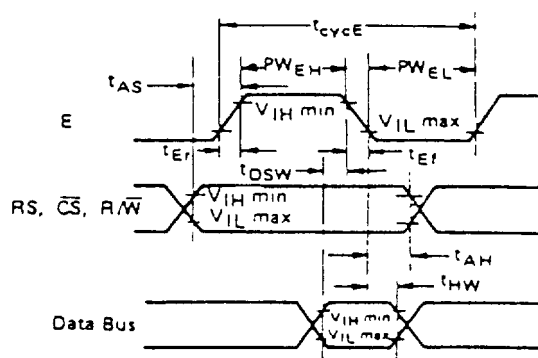 tcycE
PWEH
PWEL
tAS
E
VIH min
VIL max
tEr
tEf
tDSW
RS, C̅S̅, R/W̅
VIH min
VIL max
tAH
tHW
Data Bus
VIH min
VIL max